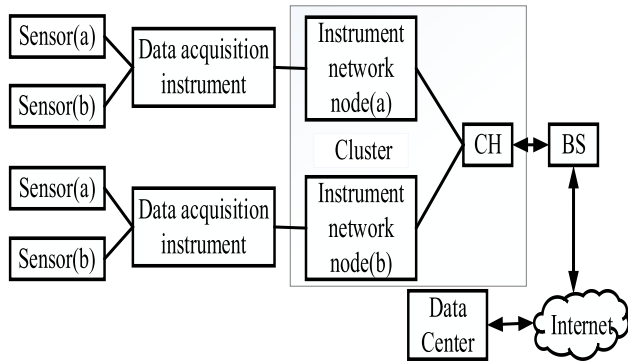 Sensor(a)
Sensor(b)
Data acquisition
instrument
Instrument
network
node(a)
Cluster
CH
BS
Sensor(a)
Sensor(b)
Data acquisition
instrument
Instrument
network
node(b)
Data
Center
Internet